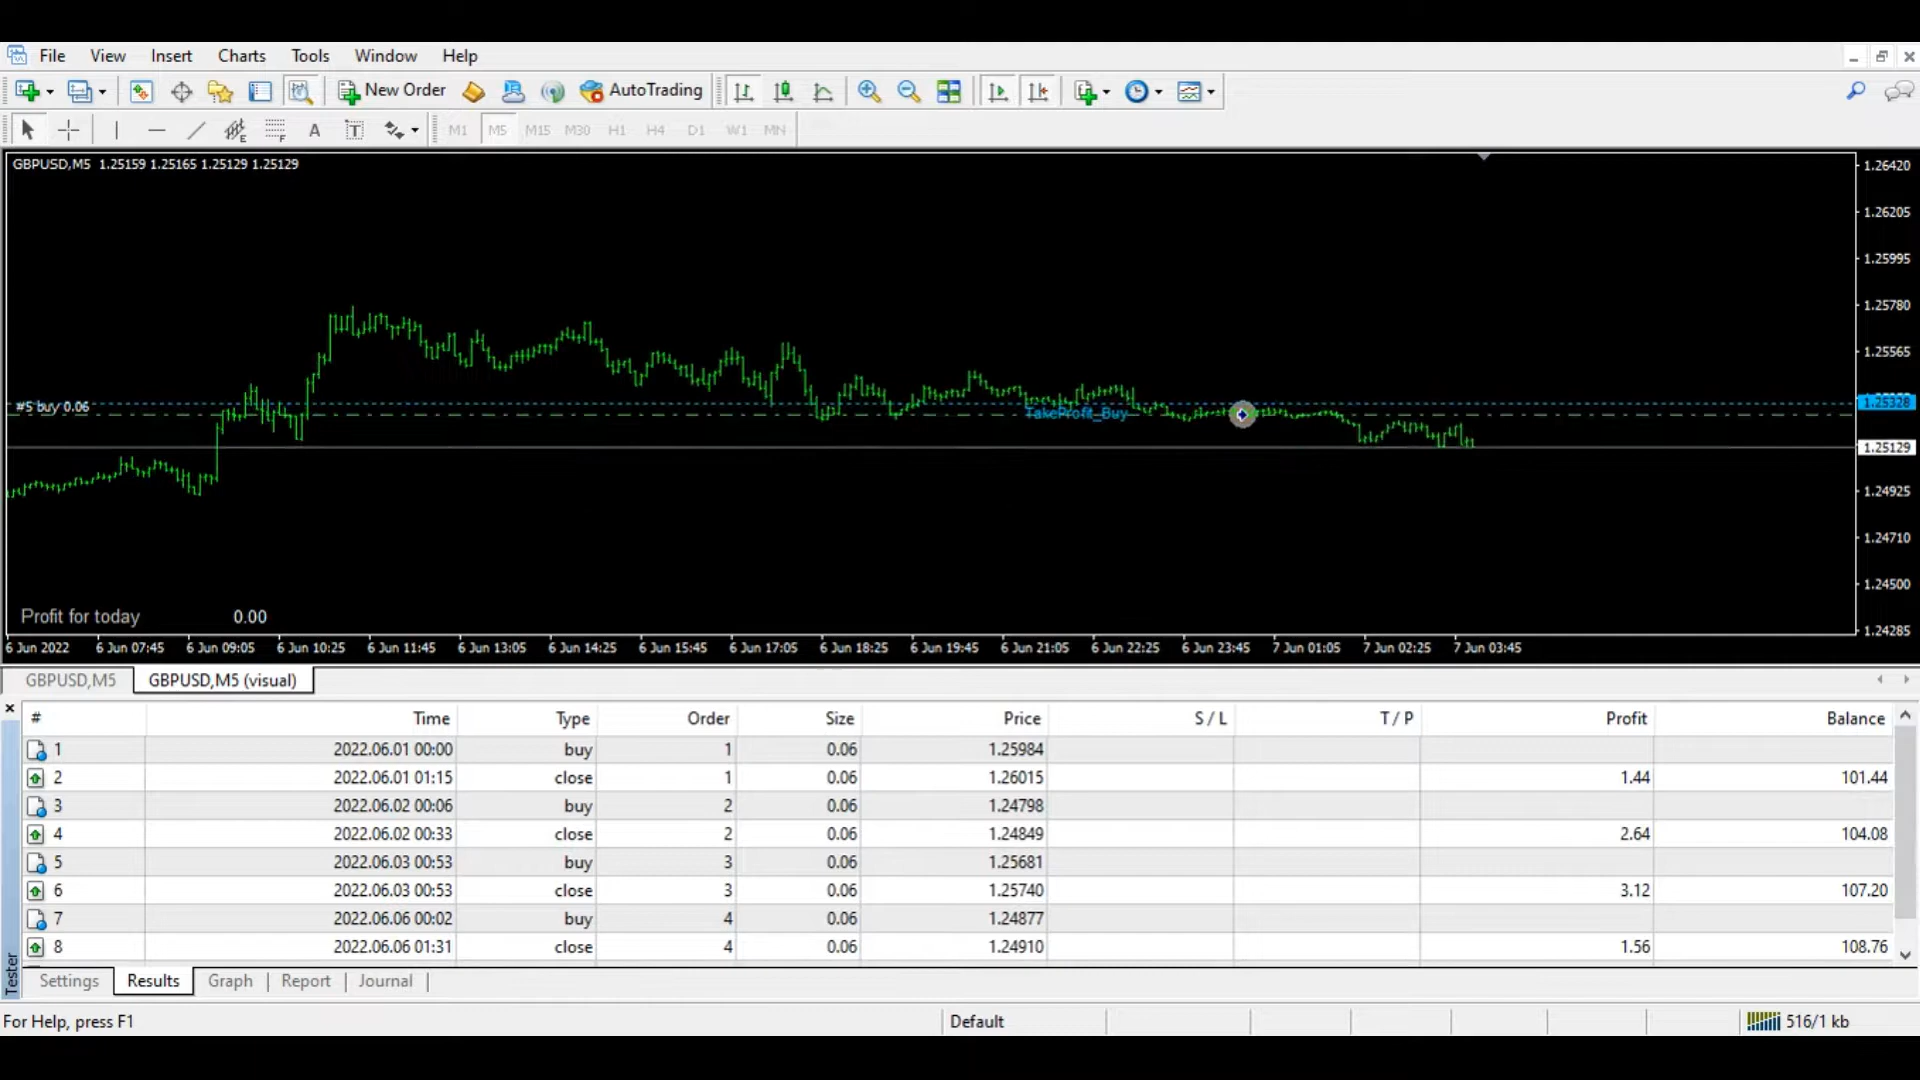 File View Insert Charts Tools Window Help
New Order AutoTrading
E F A T M1 M5 M15 M30 H1 H4 D1 W1 MN
GBPUSD,M5 1.25159 1.25165 1.25129 1.25129
1.26420
1.26205
1.25995
1.25780
1.25565
#5 buy 0.06
TakeProfit_Buy
1.25328
1.25129
1.24925
1.24710
1.24500
1.24285
Profit for today 0.00
6 Jun 2022 6 Jun 07:45 6 Jun 09:05 6 Jun 10:25 6 Jun 11:45 6 Jun 13:05 6 Jun 14:25 6 Jun 15:45 6 Jun 17:05 6 Jun 18:25 6 Jun 19:45 6 Jun 21:05 6 Jun 22:25 6 Jun 23:45 7 Jun 01:05 7 Jun 02:25 7 Jun 03:45
GBPUSD,M5 GBPUSD,M5 (visual)
# Time Type Order Size Price S / L T / P Profit Balance
1 2022.06.01 00:00 buy 1 0.06 1.25984
2 2022.06.01 01:15 close 1 0.06 1.26015 1.44 101.44
3 2022.06.02 00:06 buy 2 0.06 1.24798
4 2022.06.02 00:33 close 2 0.06 1.24849 2.64 104.08
5 2022.06.03 00:53 buy 3 0.06 1.25681
6 2022.06.03 00:53 close 3 0.06 1.25740 3.12 107.20
7 2022.06.06 00:02 buy 4 0.06 1.24877
8 2022.06.06 01:31 close 4 0.06 1.24910 1.56 108.76
Tester
Settings Results Graph Report Journal
For Help, press F1 Default 516/1 kb